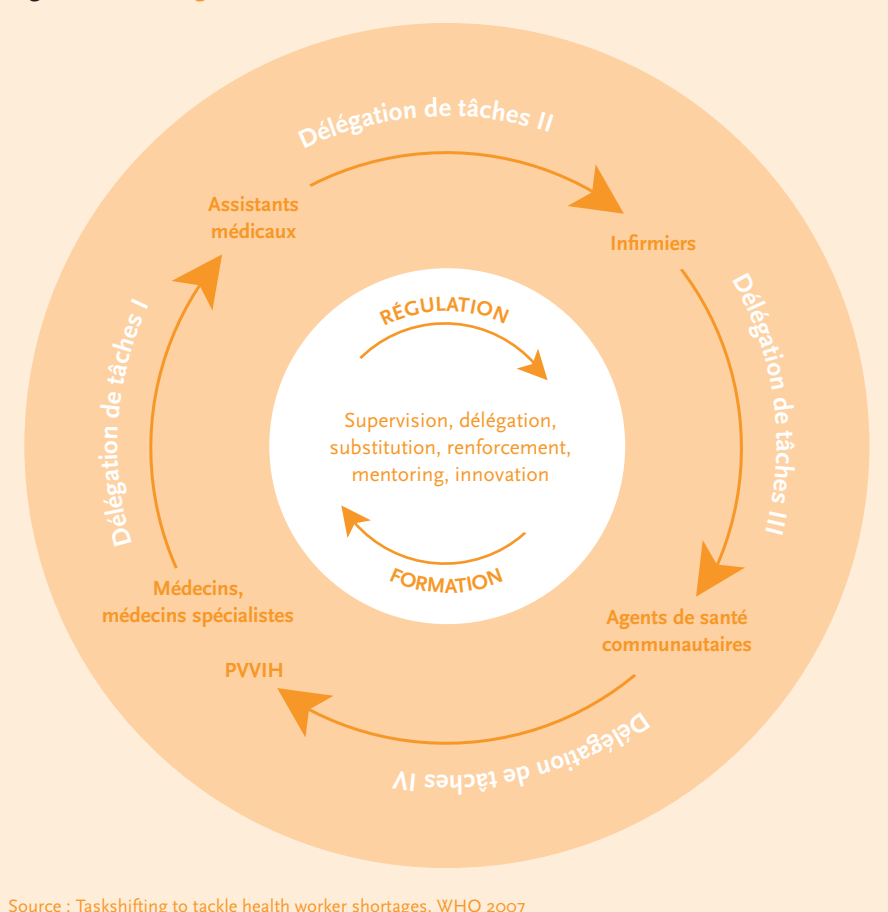 Délégation de tâches II
Assistants
médicaux
Infirmiers
Délégation de tâches I
Délégation de tâches III
RÉGULATION
Supervision, délégation,
substitution, renforcement,
mentoring, innovation
FORMATION
Médecins,
médecins spécialistes
Agents de santé
communautaires
PVVIH
Délégation de tâches IV
Source : Taskshifting to tackle health worker shortages, WHO 2007